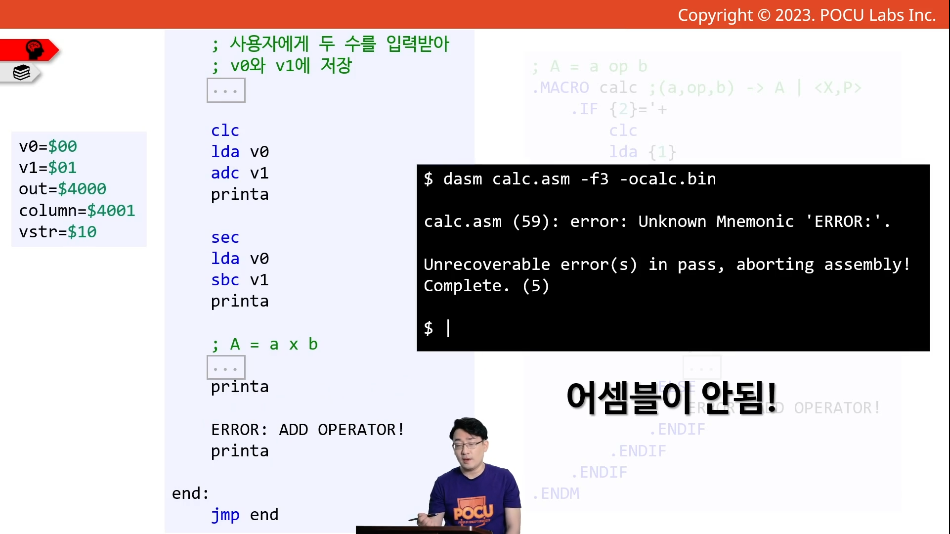 Copyright © 2023. POCU Labs Inc.
v0=$00
v1=$01
out=$4000
column=$4001
vstr=$10
; 사용자에게 두 수를 입력받아
; v0와 v1에 저장
...
clc
lda v0
adc v1
printa
sec
lda v0
sbc v1
printa
; A = a x b
...
printa
ERROR: ADD OPERATOR!
printa
end:
jmp end
; A = a op b
.MACRO calc ;(a,op,b) -> A | <X,P>
.IF {2}='+
clc
lda {1}
$ dasm calc.asm -f3 -ocalc.bin
calc.asm (59): error: Unknown Mnemonic 'ERROR:'.
Unrecoverable error(s) in pass, aborting assembly!
Complete. (5)
$ |
...
어셈블이 안됨!
OPERATOR!
.ENDIF
.ENDIF
.ENDIF
.ENDM
POCU